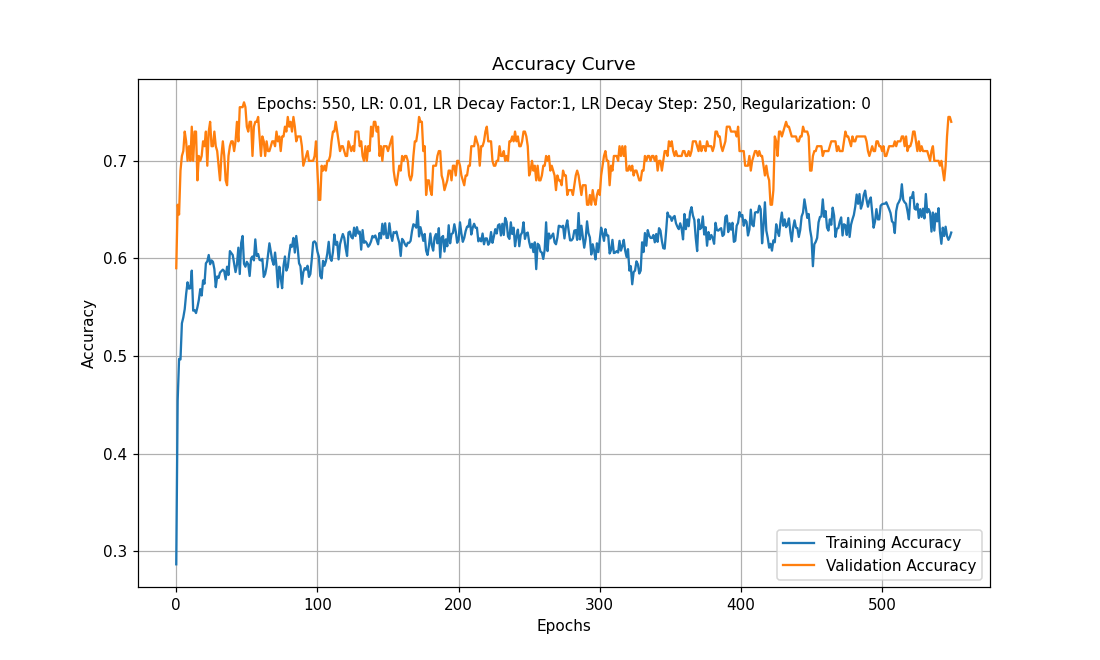 Accuracy Curve
Epochs: 550, LR: 0.01, LR Decay Factor:1, LR Decay Step: 250, Regularization: 0
Accuracy
0.7
0.6
0.5
0.4
0.3
Training Accuracy
Validation Accuracy
0 100 200 300 400 500
Epochs